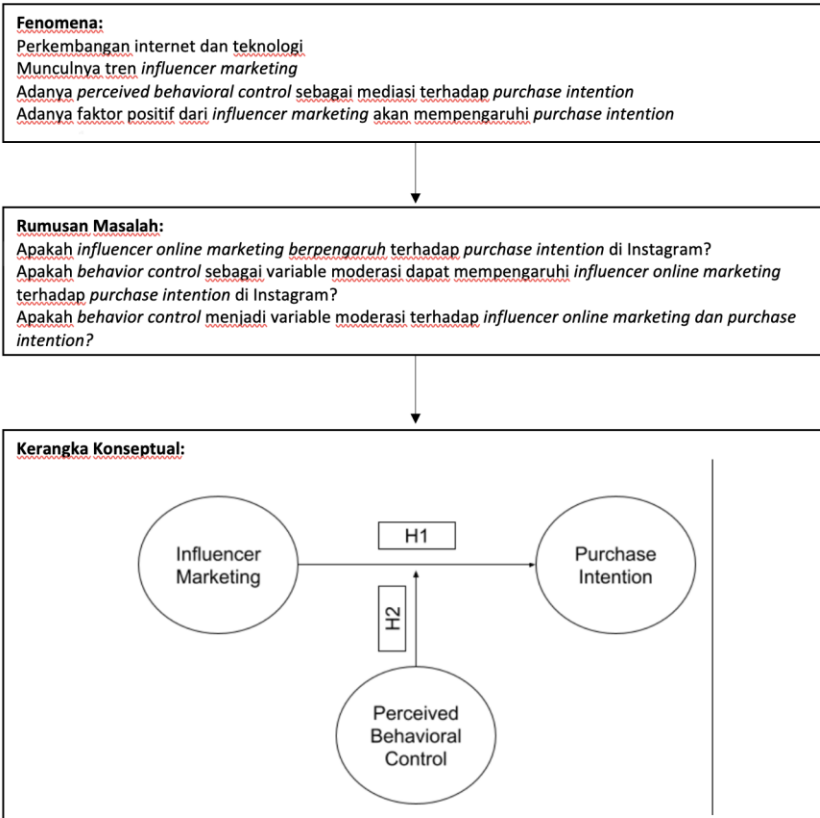 Fenomena:
Perkembangan internet dan teknologi
Munculnya tren influencer marketing
Adanya perceived behavioral control sebagai mediasi terhadap purchase intention
Adanya faktor positif dari influencer marketing akan mempengaruhi purchase intention
Rumusan Masalah:
Apakah influencer online marketing berpengaruh terhadap purchase intention di Instagram?
Apakah behavior control sebagai variable moderasi dapat mempengaruhi influencer online marketing
terhadap purchase intention di Instagram?
Apakah behavior control menjadi variable moderasi terhadap influencer online marketing dan purchase
intention?
Kerangka Konseptual:
H1
Influencer
Marketing
Purchase
Intention
H2
Perceived
Behavioral
Control